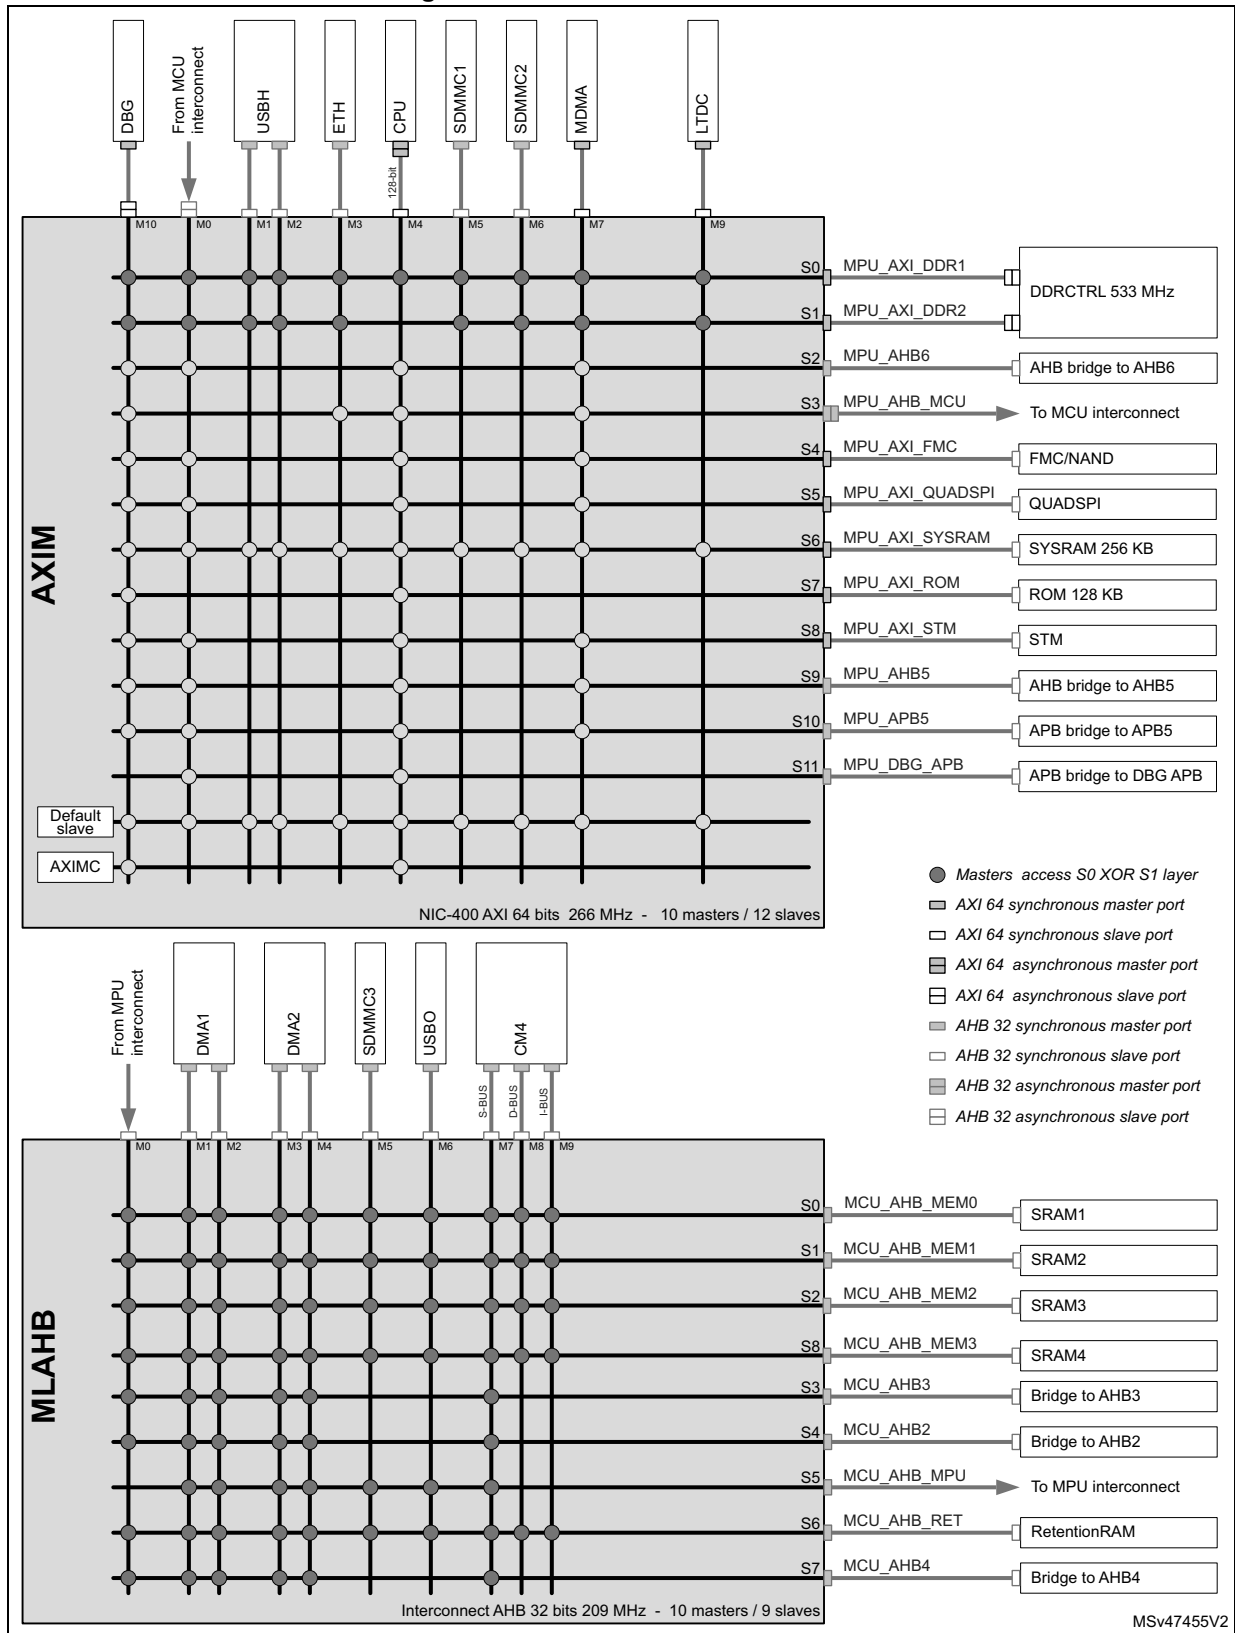 DBG
From MCU
interconnect
USBH
ETH
CPU
SDMMC1
SDMMC2
MDMA
LTDC
128-bit
M10
M0
M1
M2
M3
M4
M5
M6
M7
M9
S0
MPU_AXI_DDR1
DDRCTRL 533 MHz
S1
MPU_AXI_DDR2
S2
MPU_AHB6
AHB bridge to AHB6
S3
MPU_AHB_MCU
To MCU interconnect
S4
MPU_AXI_FMC
FMC/NAND
S5
MPU_AXI_QUADSPI
QUADSPI
S6
MPU_AXI_SYSRAM
SYSRAM 256 KB
S7
MPU_AXI_ROM
ROM 128 KB
S8
MPU_AXI_STM
STM
S9
MPU_AHB5
AHB bridge to AHB5
S10
MPU_APB5
APB bridge to APB5
S11
MPU_DBG_APB
APB bridge to DBG APB
AXIM
Default
slave
AXIMC
NIC-400 AXI 64 bits 266 MHz - 10 masters / 12 slaves
Masters access S0 XOR S1 layer
AXI 64 synchronous master port
AXI 64 synchronous slave port
AXI 64 asynchronous master port
AXI 64 asynchronous slave port
AHB 32 synchronous master port
AHB 32 synchronous slave port
AHB 32 asynchronous master port
AHB 32 asynchronous slave port
From MPU
interconnect
DMA1
DMA2
SDMMC3
USBO
CM4
S-BUS
D-BUS
I-BUS
M0
M1
M2
M3
M4
M5
M6
M7
M8
M9
S0
MCU_AHB_MEM0
SRAM1
S1
MCU_AHB_MEM1
SRAM2
S2
MCU_AHB_MEM2
SRAM3
S8
MCU_AHB_MEM3
SRAM4
S3
MCU_AHB3
Bridge to AHB3
S4
MCU_AHB2
Bridge to AHB2
S5
MCU_AHB_MPU
To MPU interconnect
S6
MCU_AHB_RET
RetentionRAM
S7
MCU_AHB4
Bridge to AHB4
MLAHB
Interconnect AHB 32 bits 209 MHz - 10 masters / 9 slaves
MSv47455V2